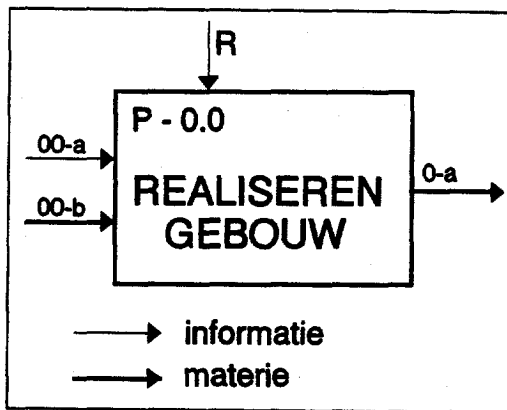 R
P - 0.0
00-a
REALISEREN
0-a
00-b
GEBOUW
informatie
materie